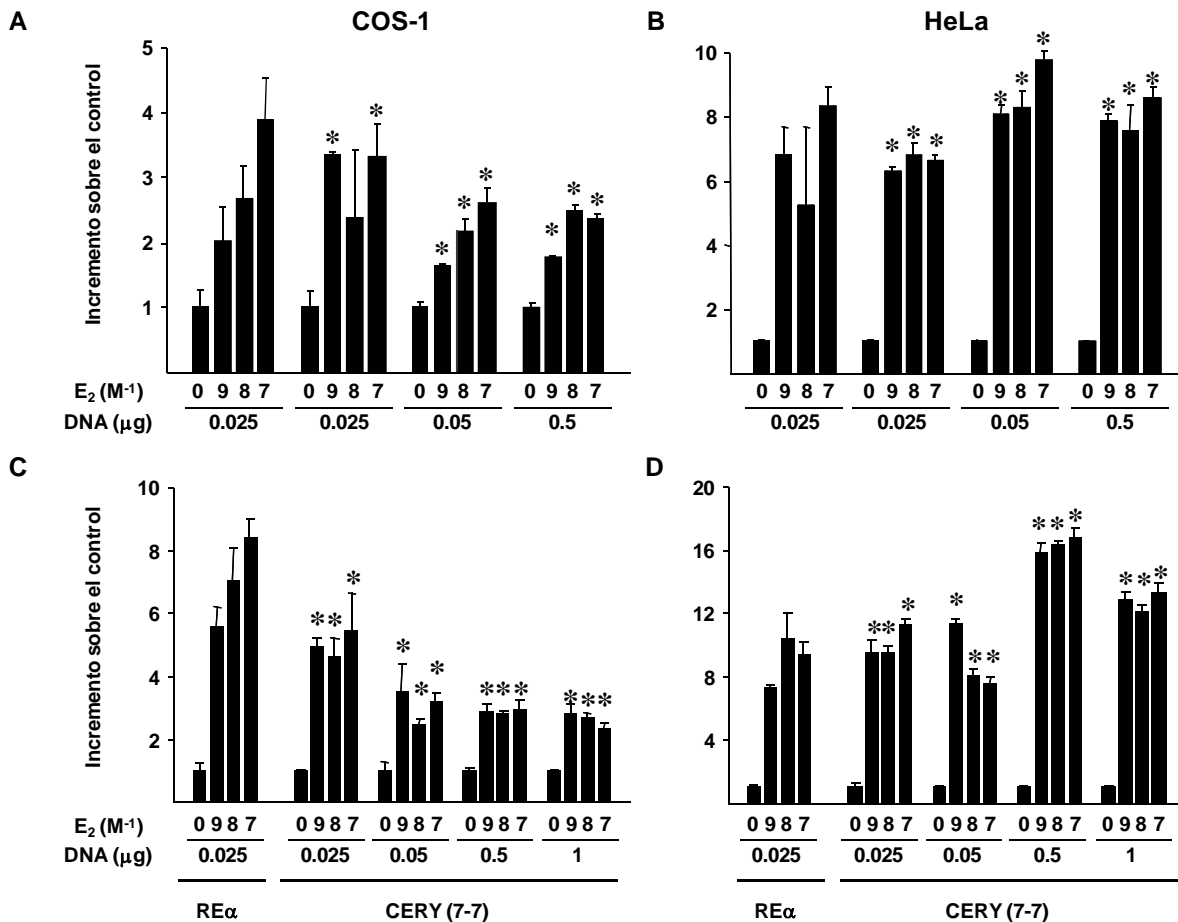 A
COS-1
B
HeLa
Incremento sobre el control
5
4
3
2
1
10
8
6
4
2
* * * * * * * *
* * * * * * * * *
E₂ (M⁻¹) 0 9 8 7 0 9 8 7 0 9 8 7 0 9 8 7
0 9 8 7 0 9 8 7 0 9 8 7 0 9 8 7
DNA (μg) 0.025 0.025 0.05 0.5
0.025 0.025 0.05 0.5
C
D
Incremento sobre el control
10
8
6
4
2
20
16
12
8
4
* * * * * * * * * * * *
* * * * * * * * * * * *
E₂ (M⁻¹) 0 9 8 7 0 9 8 7 0 9 8 7 0 9 8 7 0 9 8 7
0 9 8 7 0 9 8 7 0 9 8 7 0 9 8 7 0 9 8 7
DNA (μg) 0.025 0.025 0.05 0.5 1
0.025 0.025 0.05 0.5 1
REα CERY (7-7)
REα CERY (7-7)